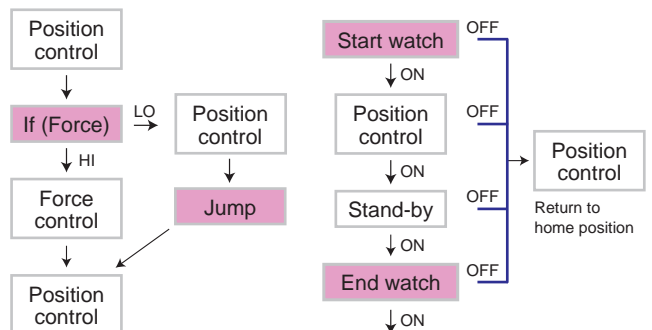 Position
control
If (Force)
LO
Position
control
HI
Force
control
Jump
Position
control
Start watch
OFF
ON
Position
control
OFF
ON
Stand-by
OFF
ON
End watch
OFF
ON
Position
control
Return to
home position